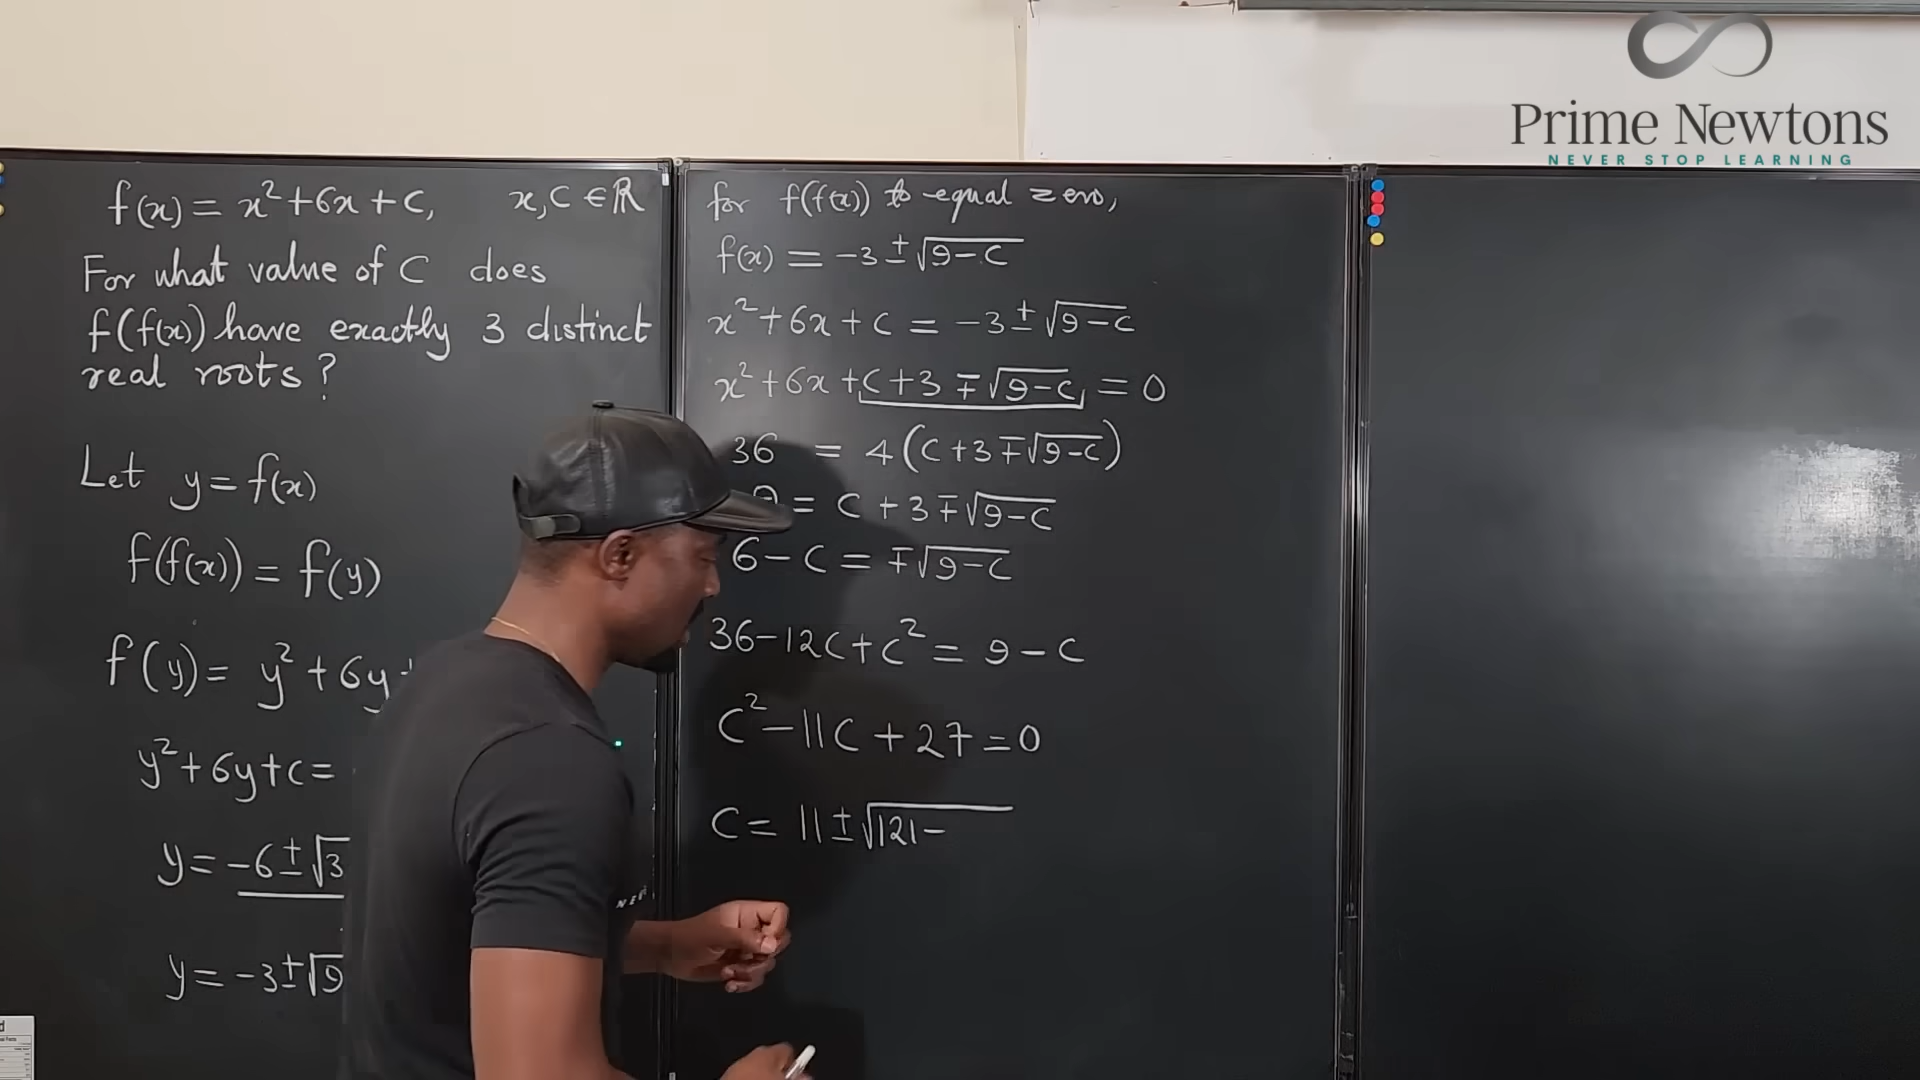 Prime Newtons
NEVER STOP LEARNING
f(x) = x²+6x+C, x,C ∈ ℝ
For what value of C does
f(f(x)) have exactly 3 distinct
real roots?
Let y = f(x)
f(f(x)) = f(y)
f(y) = y² + 6y +
y²+6y+c =
y = -6±√3
y = -3±√9
for f(f(x)) to equal zero,
f(x) = -3 ± √9-C
x²+6x+c = -3 ± √9-c
x²+6x+c+3 ∓√9-c = 0
36 = 4(c+3∓√9-c)
9 = c + 3∓√9-c
6-c = ∓√9-c
36-12c+c² = 9-c
c²-11c+27=0
c = 11±√121-